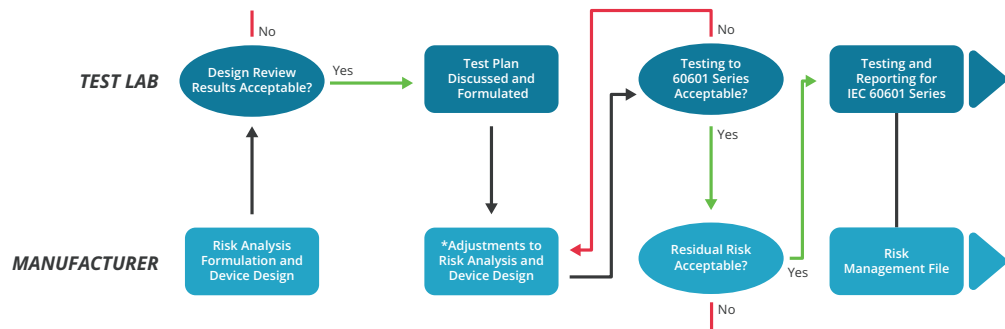 No
No
TEST LAB
Design Review
Results Acceptable?
Yes
Test Plan
Discussed and
Formulated
Testing to
60601 Series
Acceptable?
Testing and
Reporting for
IEC 60601 Series
Yes
MANUFACTURER
Risk Analysis
Formulation and
Device Design
*Adjustments to
Risk Analysis and
Device Design
Residual Risk
Acceptable?
Yes
Risk
Management File
No